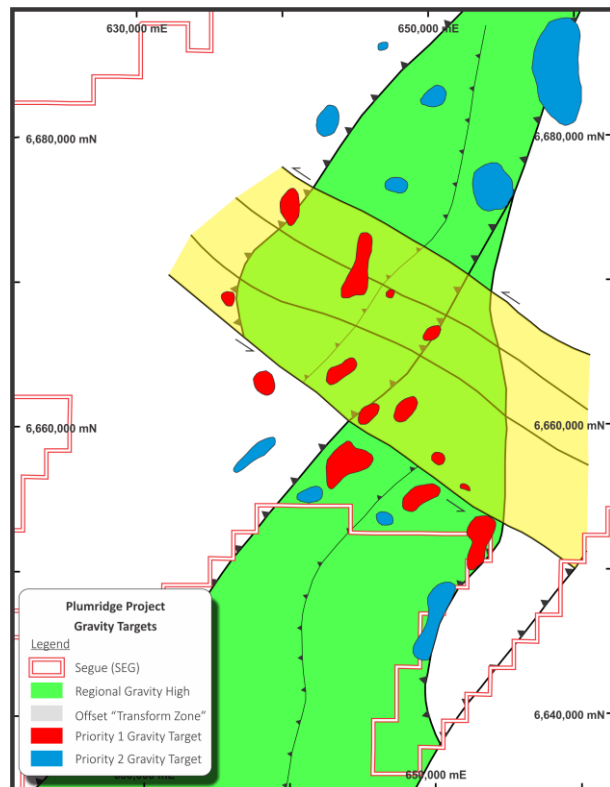 630,000 mE
650,000 mE
6,680,000 mN
6,680,000 mN
6,660,000 mN
6,660,000 mN
6,640,000 mN
650,000 mE
Plumridge Project
Gravity Targets
Legend
Segue (SEG)
Regional Gravity High
Offset "Transform Zone"
Priority 1 Gravity Target
Priority 2 Gravity Target